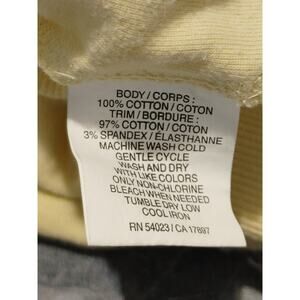 BODY / CORPS :
100% COTTON / COTON
TRIM / BORDURE :
97% COTTON / COTON
3% SPANDEX / ÉLASTHANNE
MACHINE WASH COLD
GENTLE CYCLE
WASH AND DRY
WITH LIKE COLORS
ONLY NON-CHLORINE
BLEACH WHEN NEEDED
TUMBLE DRY LOW
COOL IRON
RN 54023 / CA 17897